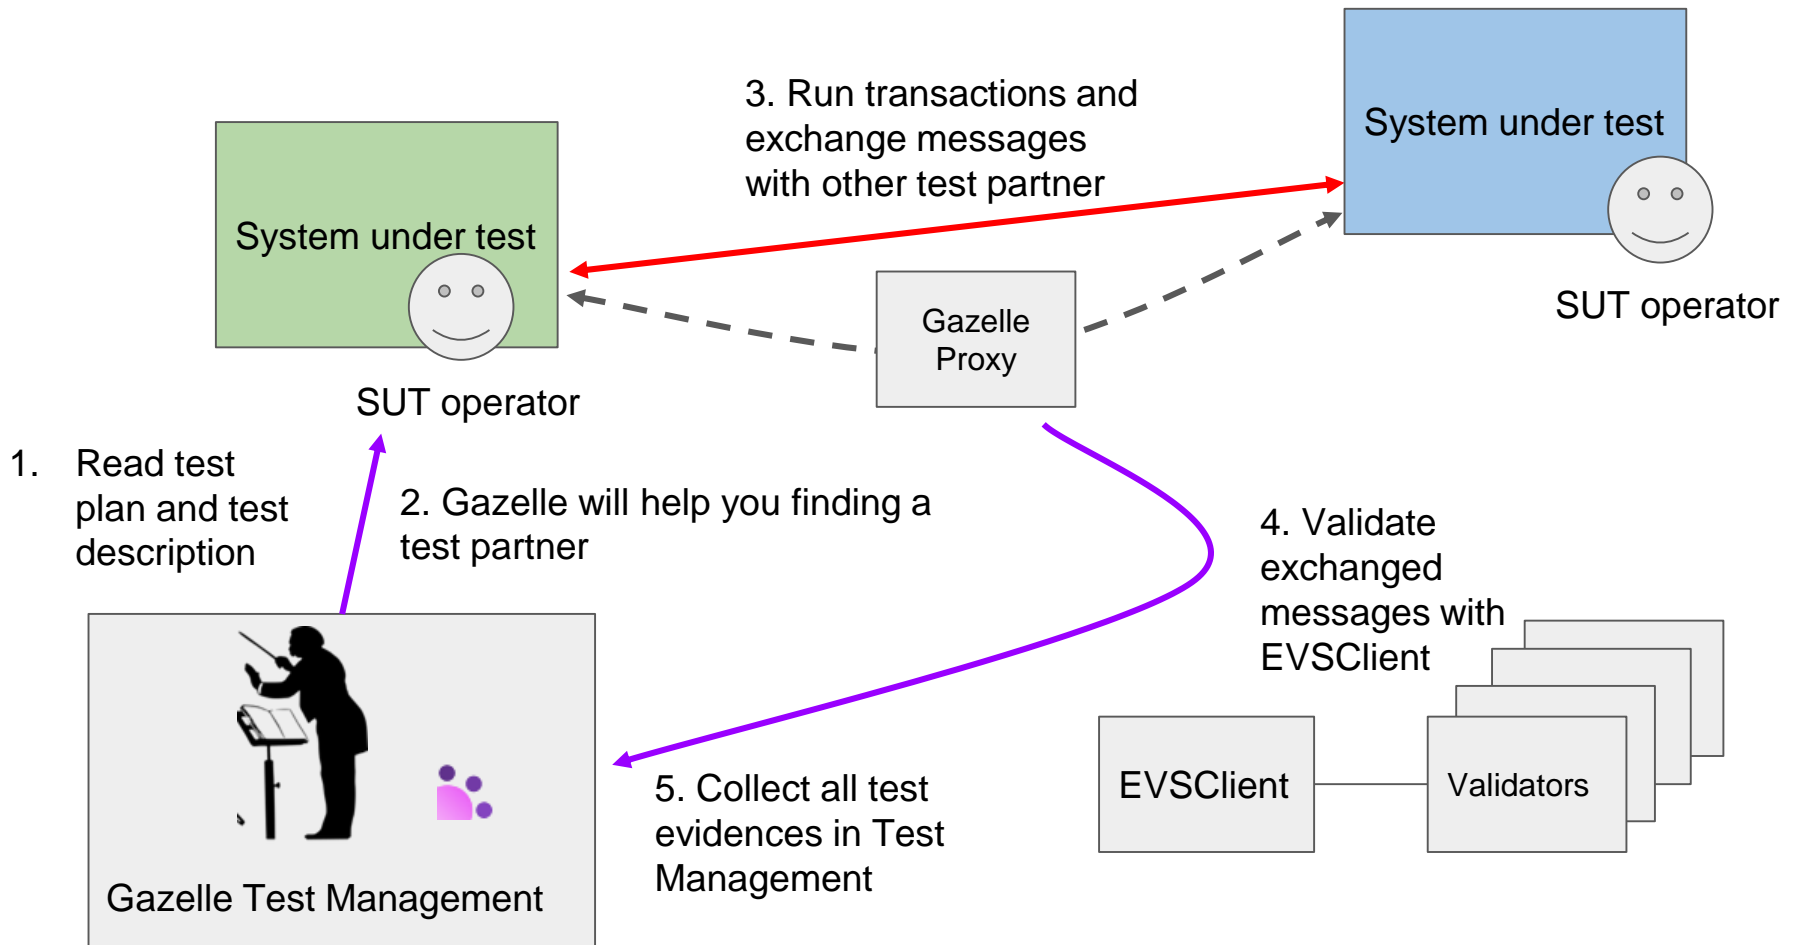 3. Run transactions and
exchange messages
with other test partner
System under test
System under test
SUT operator
Gazelle
Proxy
SUT operator
1. Read test
plan and test
description
2. Gazelle will help you finding a
test partner
4. Validate
exchanged
messages with
EVSClient
5. Collect all test
evidences in Test
Management
EVSClient
Validators
Gazelle Test Management